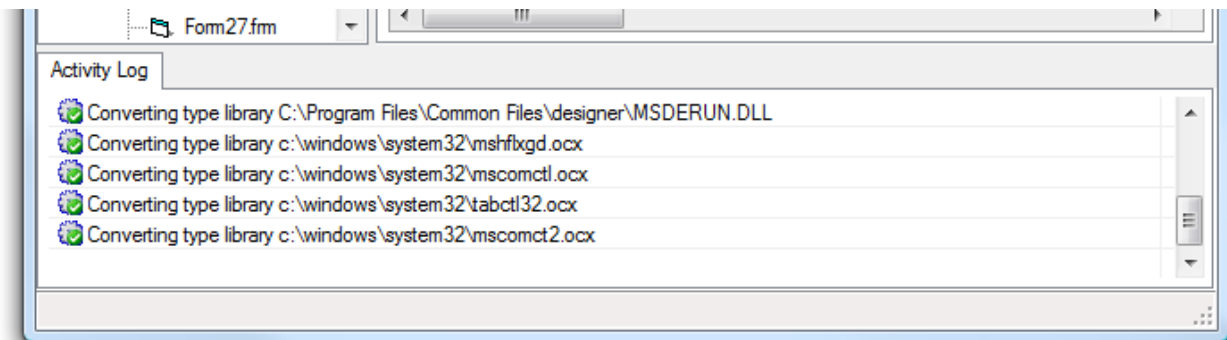 Form27.frm
Activity Log
Converting type library C:\Program Files\Common Files\designer\MSDERUN.DLL
Converting type library c:\windows\system32\mshflxgd.ocx
Converting type library c:\windows\system32\mscomctl.ocx
Converting type library c:\windows\system32\tabctl32.ocx
Converting type library c:\windows\system32\mscomct2.ocx